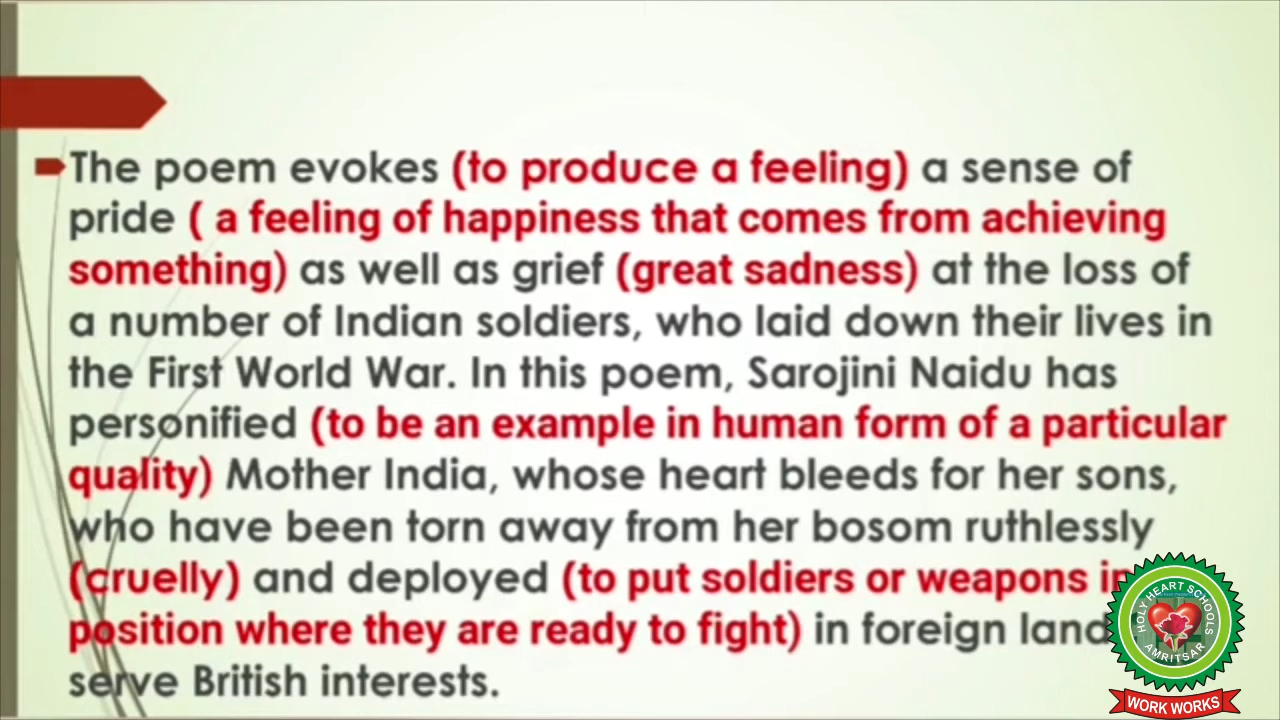 The poem evokes (to produce a feeling) a sense of
pride ( a feeling of happiness that comes from achieving
something) as well as grief (great sadness) at the loss of
a number of Indian soldiers, who laid down their lives in
the First World War. In this poem, Sarojini Naidu has
personified (to be an example in human form of a particular
quality) Mother India, whose heart bleeds for her sons,
who have been torn away from her bosom ruthlessly
(cruelly) and deployed (to put soldiers or weapons in
position where they are ready to fight) in foreign land
serve British interests.
HOLY HEART SCHOOLS
AMRITSAR
WORK WORKS